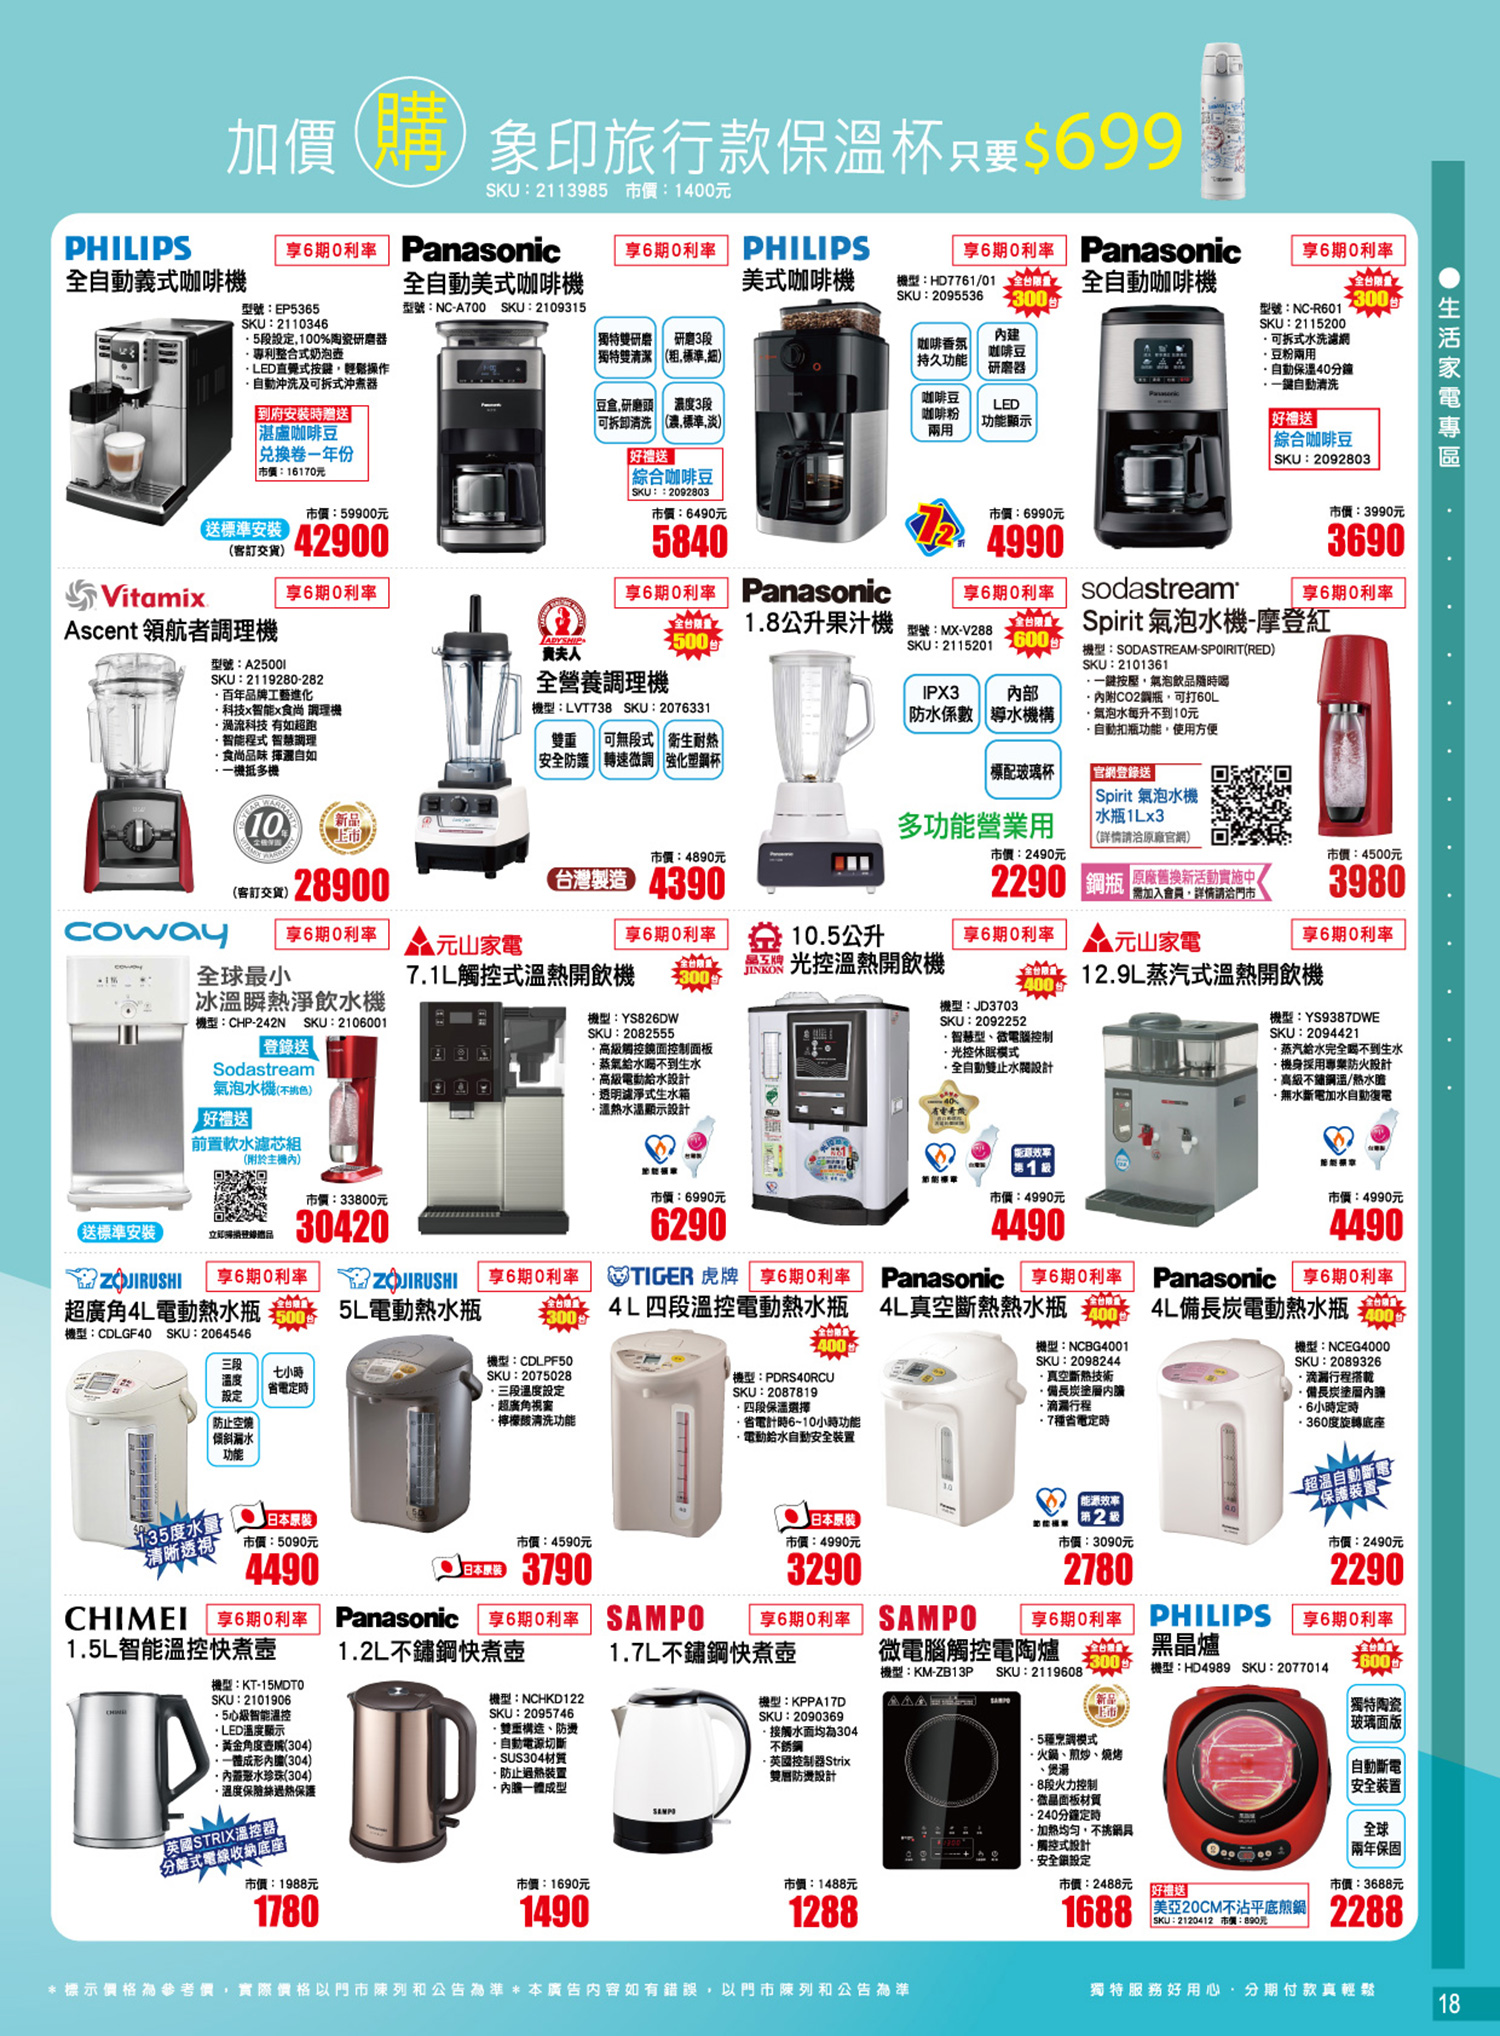 加價購 象印旅行款保溫杯只要$699
SKU：2113985 市價：1400元
●生活家電專區
PHILIPS
享6期0利率
全自動義式咖啡機
型號：EP5365
SKU：2110346
・5段設定,100%陶瓷研磨器
・專利整合式奶泡壺
・LED直覺式按鍵，輕鬆操作
・自動沖洗及可拆式沖煮器
到府安裝時贈送
湛盧咖啡豆
兌換卷一年份
市價：16170元
送標準安裝
(客訂交貨)
市價：59900元
42900
Panasonic
享6期0利率
全自動美式咖啡機
型號：NC-A700 SKU：2109315
獨特雙研磨
獨特雙清潔
研磨3段
(粗,標準,細)
豆盒,研磨頭
可拆卸清洗
濃度3段
(濃,標準,淡)
好禮送
綜合咖啡豆
SKU：：2092803
市價：6490元
5840
PHILIPS
享6期0利率
美式咖啡機
機型：HD7761/01
SKU：2095536
全台限量
300台
咖啡香氛
持久功能
內建
咖啡豆
研磨器
咖啡豆
咖啡粉
兩用
LED
功能顯示
72折
市價：6990元
4990
Panasonic
享6期0利率
全自動咖啡機
全台限量
300台
型號：NC-R601
SKU：2115200
・可拆式水洗濾網
・豆粉兩用
・自動保溫40分鐘
・一鍵自動清洗
好禮送
綜合咖啡豆
SKU：2092803
市價：3990元
3690
Vitamix
享6期0利率
Ascent 領航者調理機
型號：A2500I
SKU：2119280-282
・百年品牌工藝進化
・科技x智能x食尚 調理機
・渦流科技 有如超跑
・智能程式 智慧調理
・食尚品味 揮灑自如
・一機抵多機
10年
全機保固
新品
上市
(客訂交貨)
28900
LADYSHIP
貴夫人
享6期0利率
全台限量
500台
全營養調理機
機型：LVT738 SKU：2076331
雙重
安全防護
可無段式
轉速微調
衛生耐熱
強化塑鋼杯
台灣製造
市價：4890元
4390
Panasonic
享6期0利率
1.8公升果汁機
型號：MX-V288
SKU：2115201
全台限量
600台
IPX3
防水係數
內部
導水機構
標配玻璃杯
多功能營業用
市價：2490元
2290
sodastream
享6期0利率
Spirit 氣泡水機-摩登紅
機型：SODASTREAM-SPOIRIT(RED)
SKU：2101361
・一鍵按壓，氣泡飲品隨時喝
・內附CO2鋼瓶，可打60L
・氣泡水每升不到10元
・自動扣瓶功能，使用方便
官網登錄送
Spirit 氣泡水機
水瓶1Lx3
(詳情請洽原廠官網)
鋼瓶 原廠舊換新活動實施中
需加入會員，詳情請洽門市
市價：4500元
3980
coway
享6期0利率
全球最小
冰溫瞬熱淨飲水機
機型：CHP-242N SKU：2106001
登錄送
Sodastream
氣泡水機(不挑色)
好禮送
前置軟水濾芯組
(附於主機內)
立即掃描登錄贈品
送標準安裝
市價：33800元
30420
元山家電
享6期0利率
7.1L觸控式溫熱開飲機
全台限量
300台
機型：YS826DW
SKU：2082555
・高級觸控鏡面控制面板
・蒸氣給水喝不到生水
・高級電動給水設計
・透明濾淨式生水箱
・溫熱水溫顯示設計
節能標章
台灣製
市價：6990元
6290
晶工牌
JINKON
享6期0利率
10.5公升
光控溫熱開飲機
全台限量
400台
機型：JD3703
SKU：2092252
・智慧型、微電腦控制
・光控休眠模式
・全自動雙止水閥設計
節能標章
台灣製
能源效率
第1級
市價：4990元
4490
元山家電
享6期0利率
12.9L蒸汽式溫熱開飲機
機型：YS9387DWE
SKU：2094421
・蒸汽給水完全喝不到生水
・機身採用專業防火設計
・高級不鏽鋼溫/熱水膽
・無水斷電加水自動復電
節能標章
台灣製
市價：4990元
4490
ZOJIRUSHI
享6期0利率
超廣角4L電動熱水瓶
全台限量
500台
機型：CDLGF40 SKU：2064546
三段
溫度
設定
七小時
省電定時
防止空燒
傾斜漏水
功能
135度水量
清晰透視
日本原裝
市價：5090元
4490
ZOJIRUSHI
享6期0利率
5L電動熱水瓶
全台限量
300台
機型：CDLPF50
SKU：2075028
・三段溫度設定
・超廣角視窗
・檸檬酸清洗功能
日本原裝
市價：4590元
3790
TIGER 虎牌
享6期0利率
4L四段溫控電動熱水瓶
全台限量
400台
機型：PDRS40RCU
SKU：2087819
・四段保溫選擇
・省電計時6~10小時功能
・電動給水自動安全裝置
日本原裝
市價：4990元
3290
Panasonic
享6期0利率
4L真空斷熱熱水瓶
全台限量
400台
機型：NCBG4001
SKU：2098244
・真空斷熱技術
・備長炭塗層內膽
・滴漏行程
・7種省電定時
節能標章
能源效率
第2級
市價：3090元
2780
Panasonic
享6期0利率
4L備長炭電動熱水瓶
全台限量
400台
機型：NCEG4000
SKU：2089326
・滴漏行程搭載
・備長炭塗層內膽
・6小時定時
・360度旋轉底座
超溫自動斷電
保護裝置
市價：2490元
2290
CHIMEI
享6期0利率
1.5L智能溫控快煮壺
機型：KT-15MDT0
SKU：2101906
・5心級智能溫控
・LED溫度顯示
・黃金角度壺嘴(304)
・一體成形內膽(304)
・內蓋聚水珍珠(304)
・溫度保險絲過熱保護
英國STRIX溫控器
分離式電線收納底座
市價：1988元
1780
Panasonic
享6期0利率
1.2L不鏽鋼快煮壺
機型：NCHKD122
SKU：2095746
・雙重構造、防燙
・自動電源切斷
・SUS304材質
・防止過熱裝置
・內膽一體成型
市價：1690元
1490
SAMPO
享6期0利率
1.7L不鏽鋼快煮壺
機型：KPPA17D
SKU：2090369
・接觸水面均為304
不銹鋼
・英國控制器Strix
雙層防燙設計
市價：1488元
1288
SAMPO
享6期0利率
微電腦觸控電陶爐
全台限量
300台
機型：KM-ZB13P SKU：2119608
新品
上市
・5種烹調模式
・火鍋、煎炒、燒烤
、煲湯
・8段火力控制
・微晶面板材質
・240分鐘定時
・加熱均勻，不挑鍋具
・觸控式設計
・安全鎖設定
市價：2488元
1688
PHILIPS
享6期0利率
黑晶爐
全台限量
600台
機型：HD4989 SKU：2077014
獨特陶瓷
玻璃面版
自動斷電
安全裝置
全球
兩年保固
好禮送
美亞20CM不沾平底煎鍋
SKU：2120412 市價：890元
市價：3688元
2288
＊標示價格為參考價，實際價格以門市陳列和公告為準＊本廣告內容如有錯誤，以門市陳列和公告為準
獨特服務好用心・分期付款真輕鬆
18